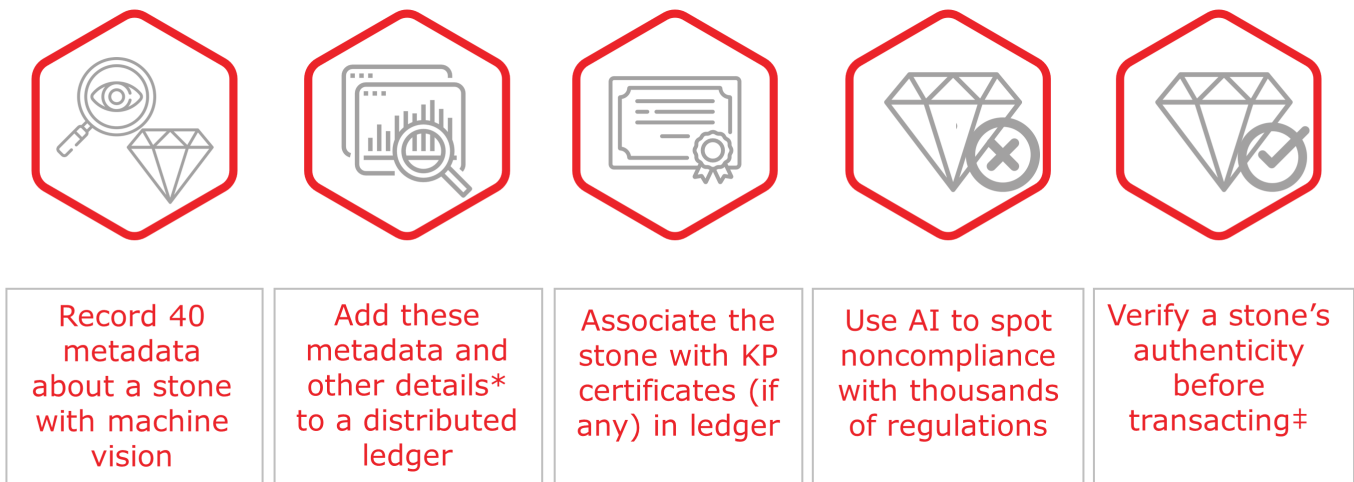 Record 40
metadata
about a stone
with machine
vision
Add these
metadata and
other details*
to a distributed
ledger
Associate the
stone with KP
certificates (if
any) in ledger
Use AI to spot
noncompliance
with thousands
of regulations
Verify a stone’s
authenticity
before
transacting‡